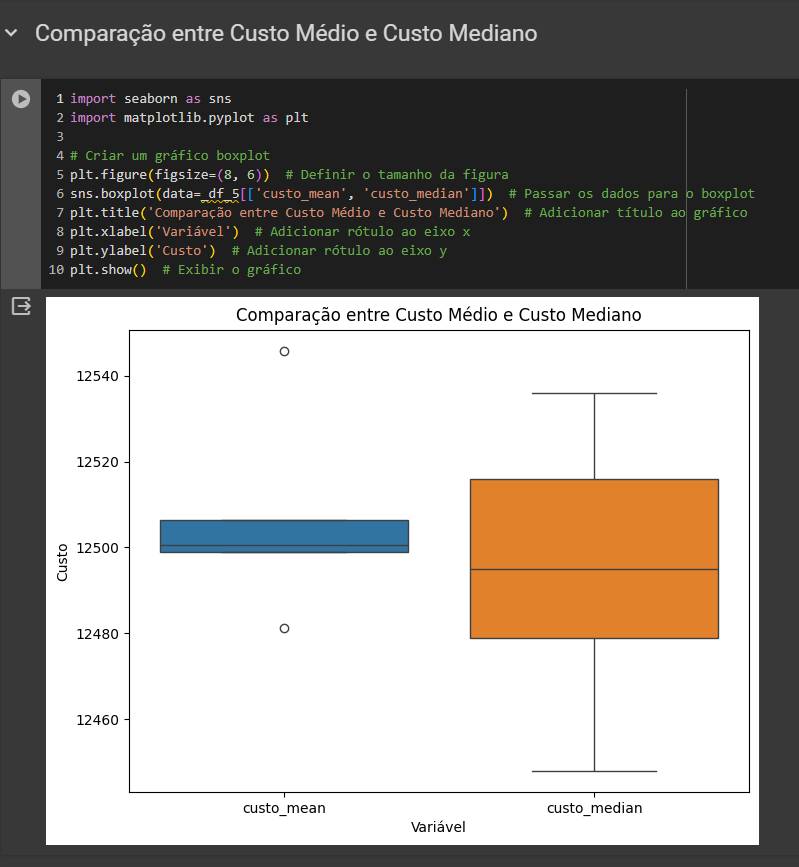 Comparação entre Custo Médio e Custo Mediano
1 import seaborn as sns
2 import matplotlib.pyplot as plt
3
4 # Criar um gráfico boxplot
5 plt.figure(figsize=(8, 6))  # Definir o tamanho da figura
6 sns.boxplot(data=_df_5[['custo_mean', 'custo_median']])  # Passar os dados para o boxplot
7 plt.title('Comparação entre Custo Médio e Custo Mediano')  # Adicionar título ao gráfico
8 plt.xlabel('Variável')  # Adicionar rótulo ao eixo x
9 plt.ylabel('Custo')  # Adicionar rótulo ao eixo y
10 plt.show()  # Exibir o gráfico
Comparação entre Custo Médio e Custo Mediano
12540
12520
12500
12480
12460
Custo
custo_mean custo_median
Variável